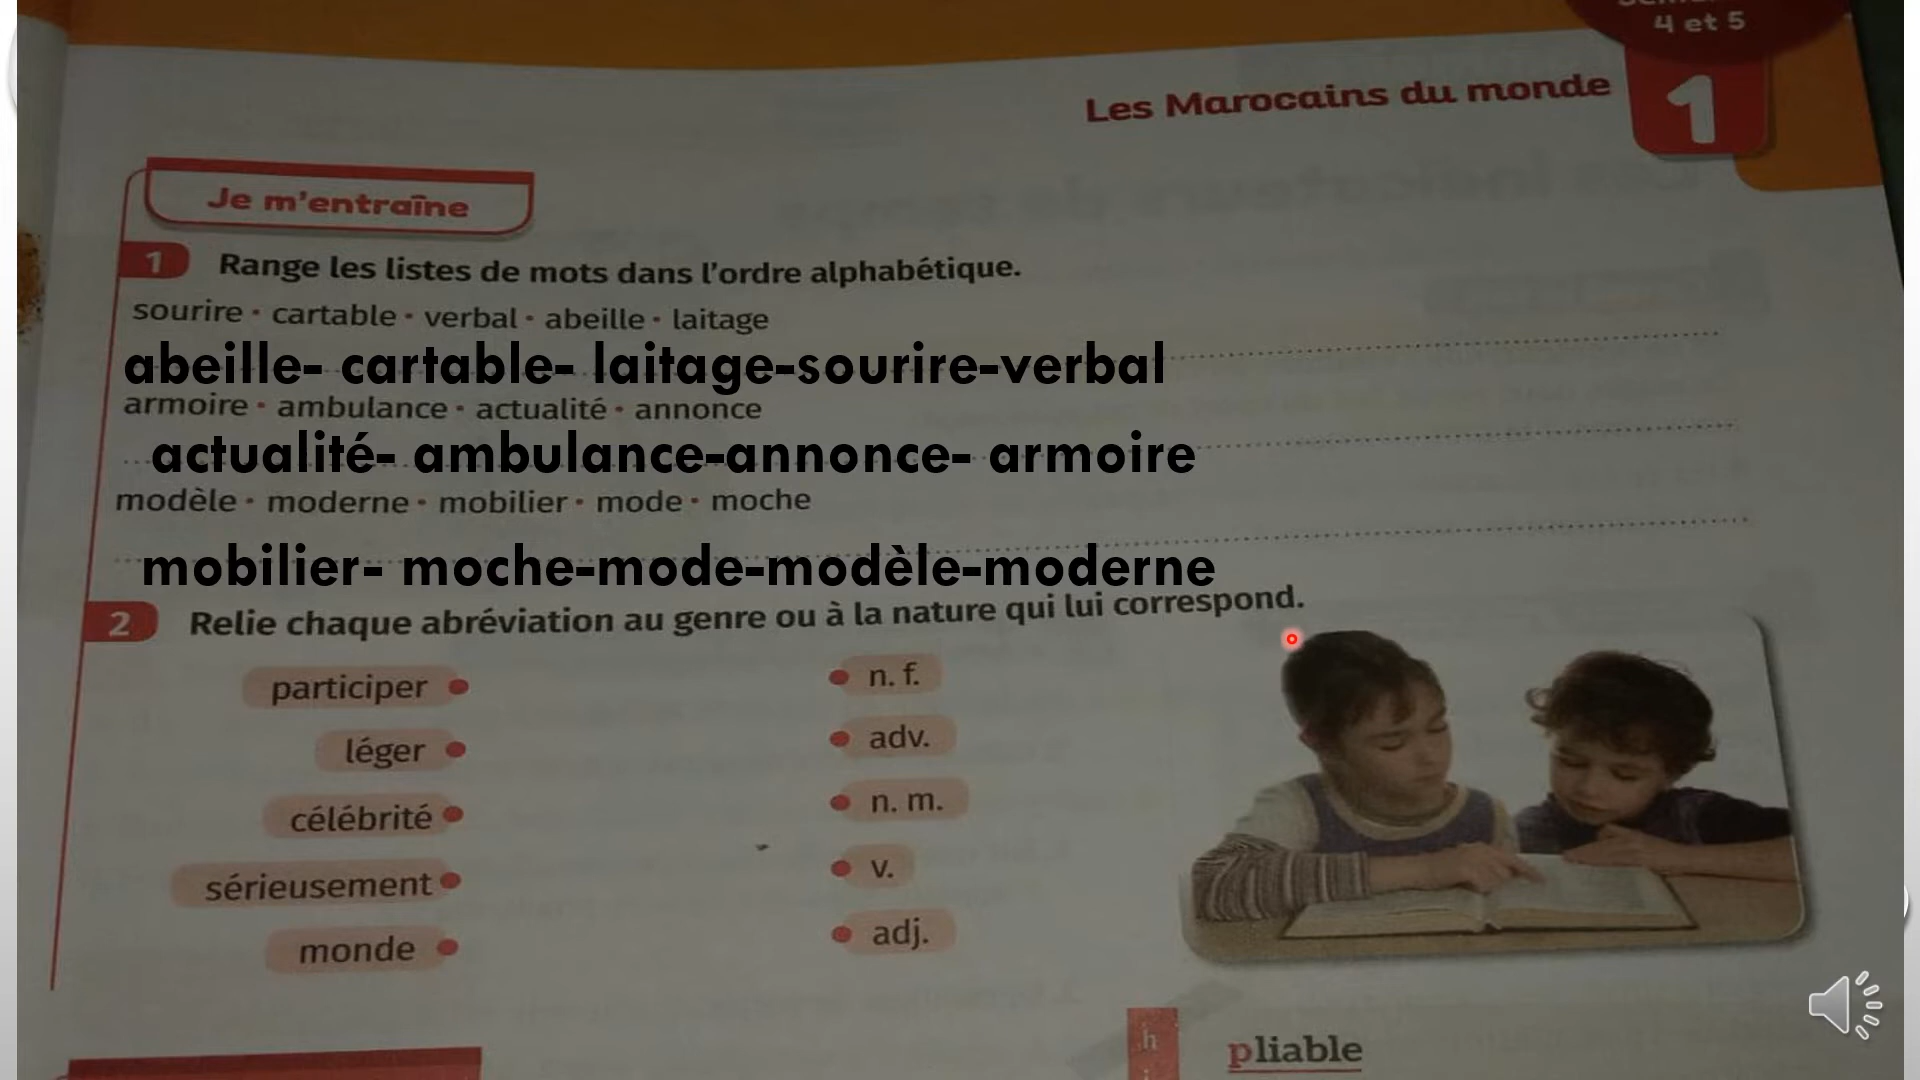 4 et 5
Les Marocains du monde
1
Je m'entraîne
1 Range les listes de mots dans l'ordre alphabétique.
sourire • cartable • verbal • abeille • laitage
abeille- cartable- laitage-sourire-verbal
armoire • ambulance • actualité • annonce
actualité- ambulance-annonce- armoire
modèle • moderne • mobilier • mode • moche
mobilier- moche-mode-modèle-moderne
2 Relie chaque abréviation au genre ou à la nature qui lui correspond.
participer • • n. f.
léger • • adv.
célébrité • • n. m.
sérieusement • • v.
monde • • adj.
h
pliable